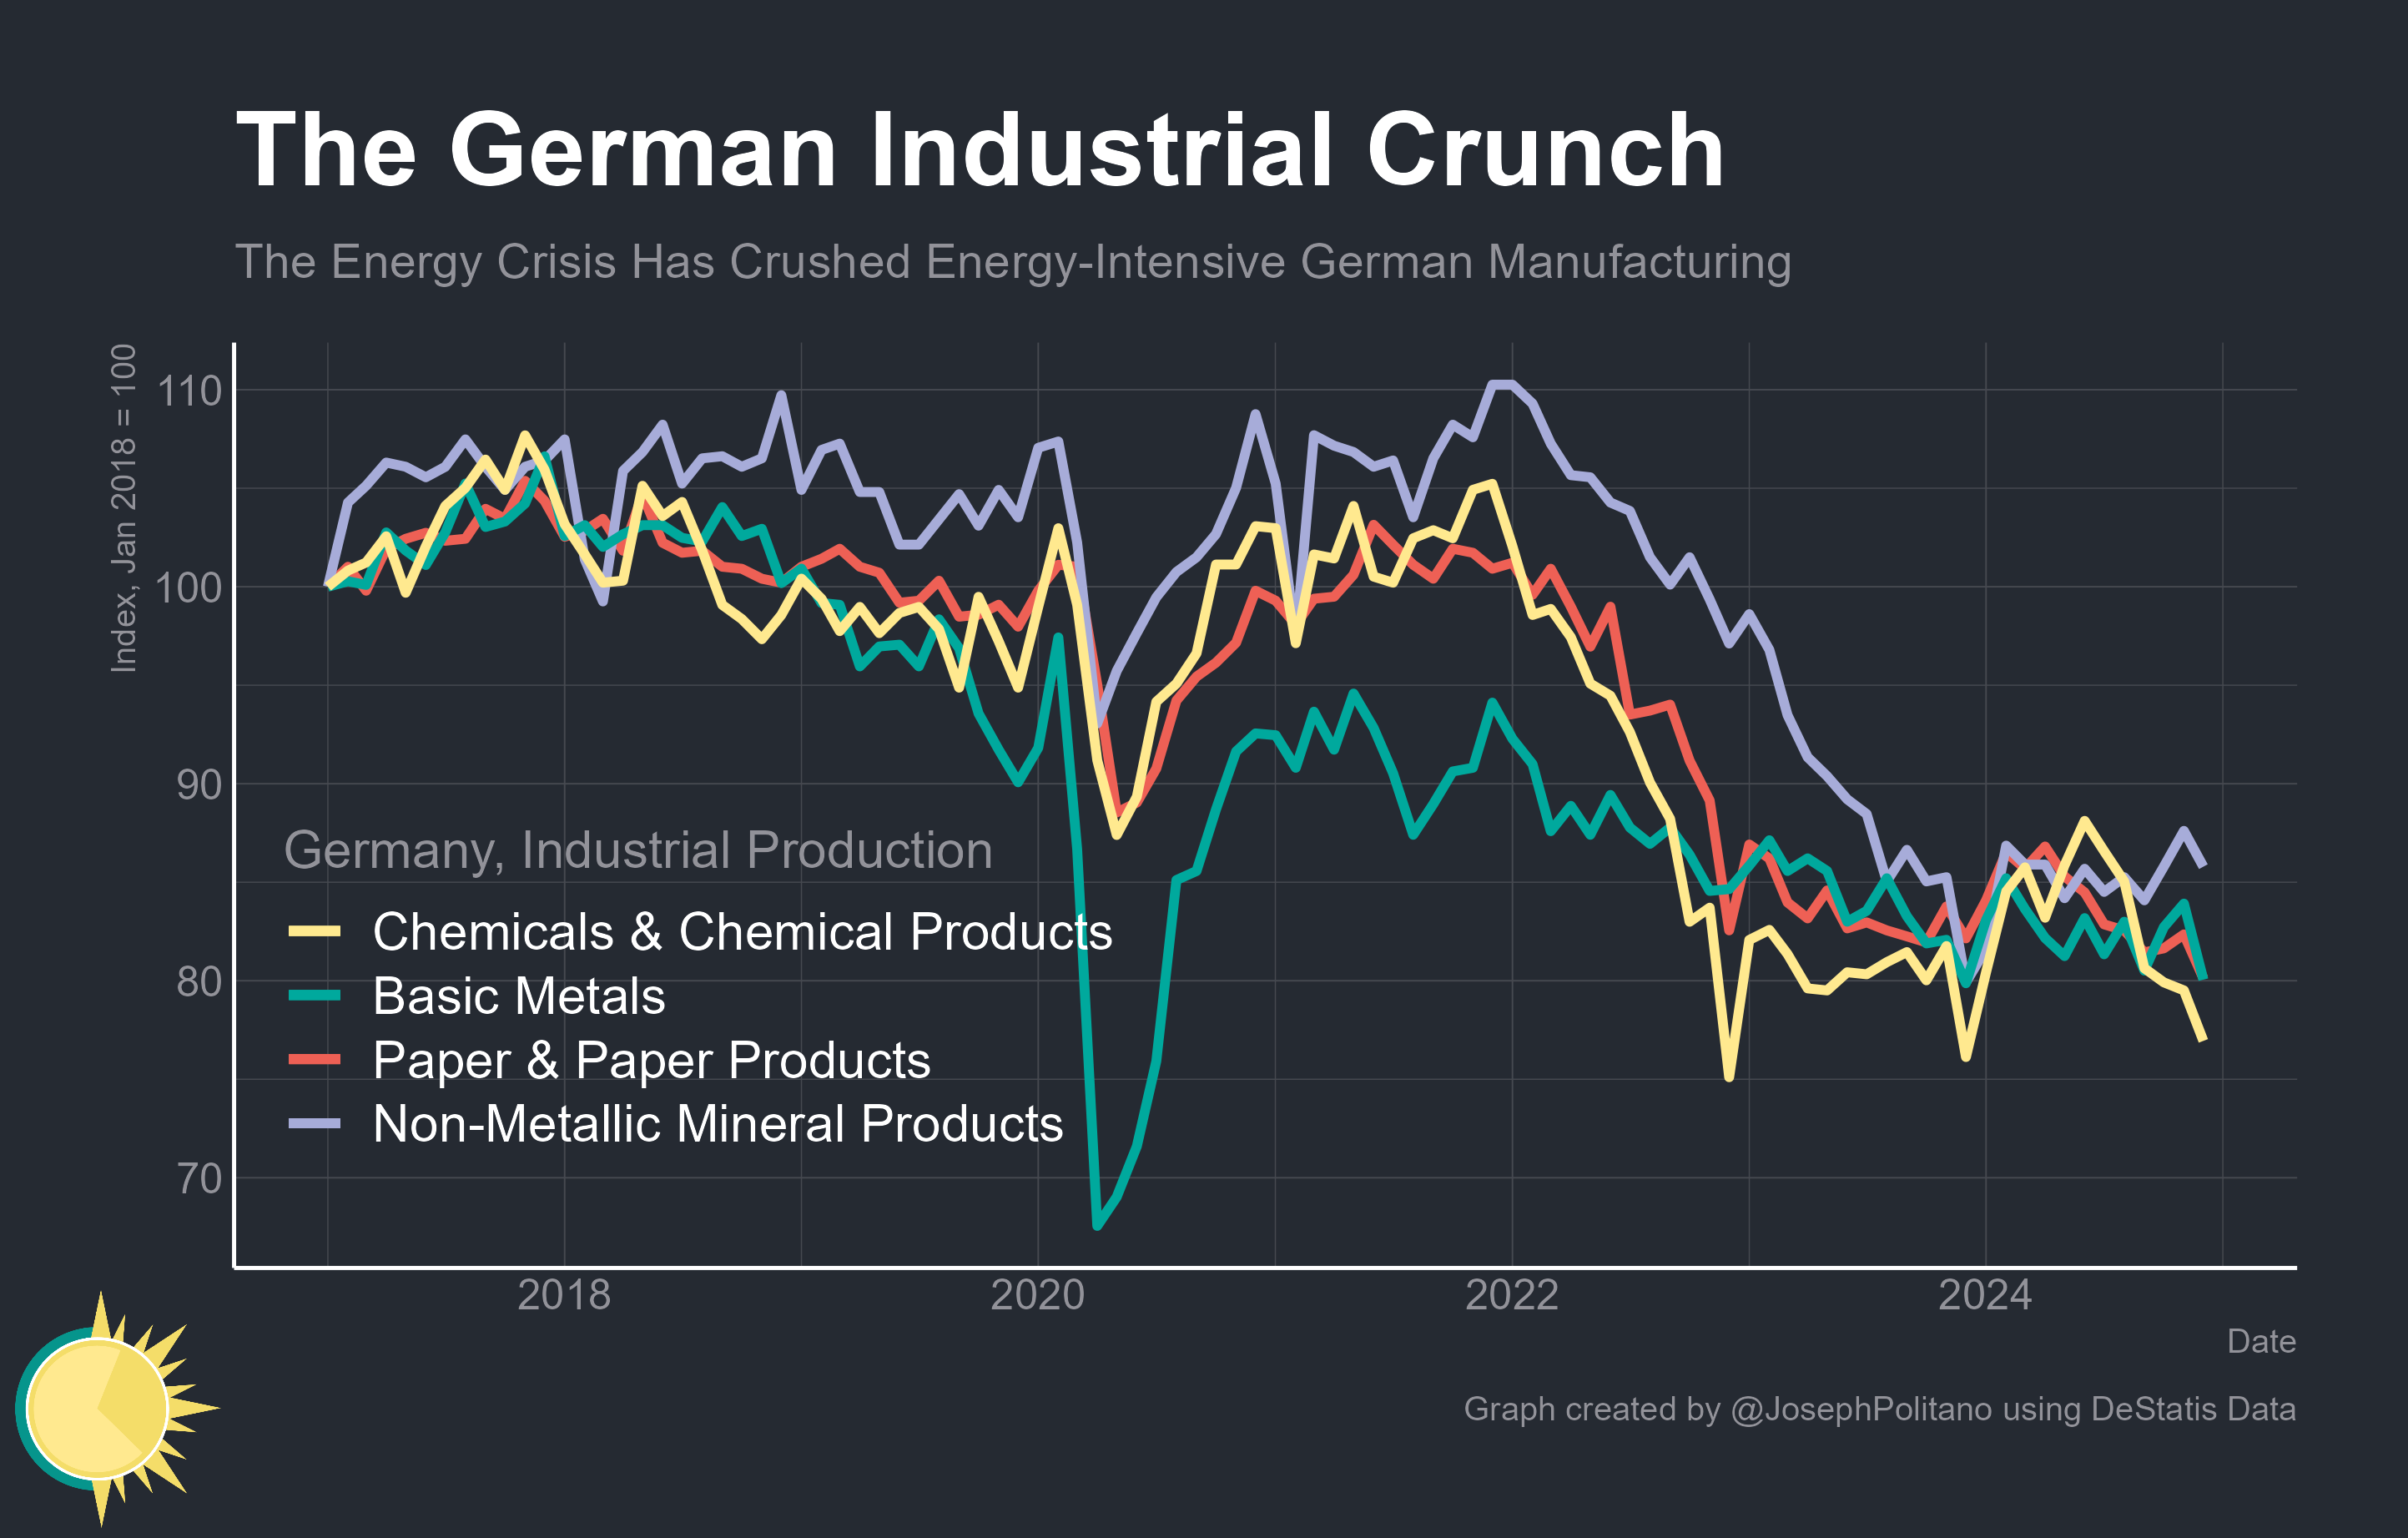 The German Industrial Crunch
The Energy Crisis Has Crushed Energy-Intensive German Manufacturing
Index, Jan 2018 = 100
110
100
90
80
70
Germany, Industrial Production
Chemicals & Chemical Products
Basic Metals
Paper & Paper Products
Non-Metallic Mineral Products
2018
2020
2022
2024
Date
Graph created by @JosephPolitano using DeStatis Data